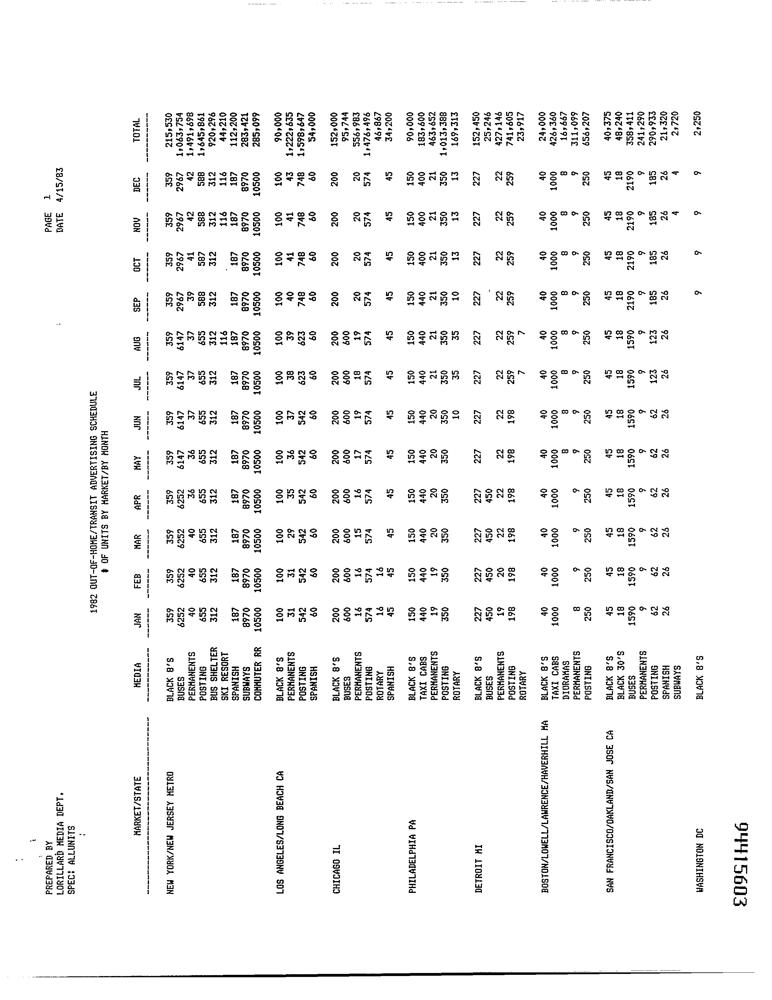 PREPARED BY
LORILLARD MEDIA DEPT.
SPEC: ALLUNITS
PAGE 1
DATE 4/15/83
1982 OUT-OF-HOME/TRANSIT ADVERTISING SCHEDULE
# OF UNITS BY MARKET/BY MONTH
MARKET/STATE MEDIA JAN FEB MAR APR MAY JUN JUL AUG SEP OCT NOV DEC TOTAL
NEW YORK/NEW JERSEY METRO BLACK 8'S 359 359 359 359 359 359 359 359 359 359 359 359 215,530
BUSES 6252 6252 6252 6252 6147 6147 6147 6147 2967 2967 2967 2967 1,063,754
PERMANENTS 40 40 40 36 36 37 37 37 39 41 42 42 1,491,698
POSTING 655 655 655 655 655 655 655 655 588 587 588 588 1,645,861
BUS SHELTER 312 312 312 312 312 312 312 312 312 312 312 312 920,296
SKI RESORT 116 116 116 44,210
SPANISH 187 187 187 187 187 187 187 187 187 187 187 187 112,200
SUBWAYS 8970 8970 8970 8970 8970 8970 8970 8970 8970 8970 8970 8970 283,421
COMMUTER RR 10500 10500 10500 10500 10500 10500 10500 10500 10500 10500 10500 10500 285,099
LOS ANGELES/LONG BEACH CA BLACK 8'S 100 100 100 100 100 100 100 100 100 100 100 100 90,000
PERMANENTS 31 31 29 35 36 37 38 39 40 41 41 43 1,222,635
POSTING 542 542 542 542 542 542 623 623 748 748 748 748 1,598,647
SPANISH 60 60 60 60 60 60 60 60 60 60 60 60 54,000
CHICAGO IL BLACK 8'S 200 200 200 200 200 200 200 200 200 200 200 200 152,000
BUSES 600 600 600 600 600 600 600 600 95,744
PERMANENTS 16 16 15 16 17 19 18 19 20 20 20 20 556,983
POSTING 574 574 574 574 574 574 574 574 574 574 574 574 1,476,496
ROTARY 16 16 46,867
SPANISH 45 45 45 45 45 45 45 45 45 45 45 45 34,200
PHILADELPHIA PA BLACK 8'S 150 150 150 150 150 150 150 150 150 150 150 150 90,000
TAXI CABS 440 440 440 440 440 440 440 440 440 400 400 400 183,600
PERMANENTS 19 19 20 20 20 20 21 21 21 21 21 21 463,652
POSTING 350 350 350 350 350 350 350 350 350 350 350 350 1,013,388
ROTARY 10 35 35 10 13 13 13 169,313
DETROIT MI BLACK 8'S 227 227 227 227 227 227 227 227 227 227 227 227 152,450
BUSES 450 450 450 450 25,246
PERMANENTS 19 20 22 22 22 22 22 22 22 22 22 22 427,146
POSTING 198 198 198 198 198 198 259 259 259 259 259 259 741,605
ROTARY 7 7 23,917
BOSTON/LOWELL/LAWRENCE/HAVERHILL MA BLACK 8'S 40 40 40 40 40 40 40 40 40 40 40 40 24,000
TAXI CABS 1000 1000 1000 1000 1000 1000 1000 1000 1000 1000 1000 1000 426,360
DIORAMAS 8 8 8 8 8 8 8 8 16,667
PERMANENTS 8 9 9 9 9 9 9 9 9 9 9 9 311,099
POSTING 250 250 250 250 250 250 250 250 250 250 250 250 656,207
SAN FRANCISCO/OAKLAND/SAN JOSE CA BLACK 8'S 45 45 45 45 45 45 45 45 45 45 45 45 40,375
BLACK 30'S 18 18 18 18 18 18 18 18 18 18 18 18 48,240
BUSES 1590 1590 1590 1590 1590 1590 1590 1590 2190 2190 2190 2190 358,411
PERMANENTS 9 9 9 9 9 9 9 9 9 9 9 9 241,290
POSTING 62 62 62 62 62 62 123 123 185 185 185 185 290,933
SPANISH 26 26 26 26 26 26 26 26 26 26 26 26 21,320
SUBWAYS 4 4 2,720
WASHINGTON DC BLACK 8'S 9 9 9 9 2,250
94415603